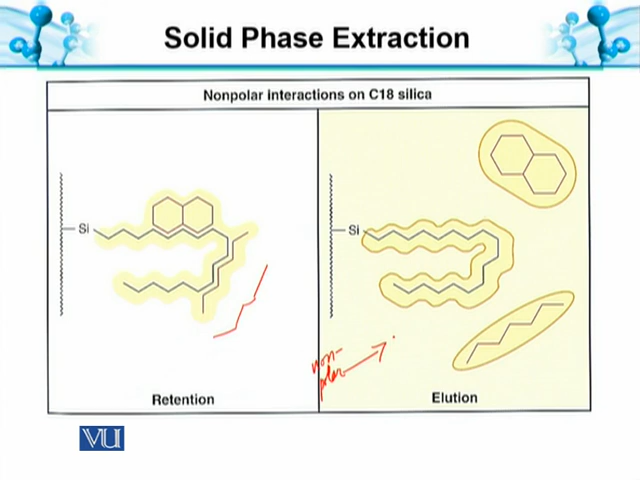 Solid Phase Extraction
Nonpolar interactions on C18 silica
Si
Si
non-
polar
Retention
Elution
VU